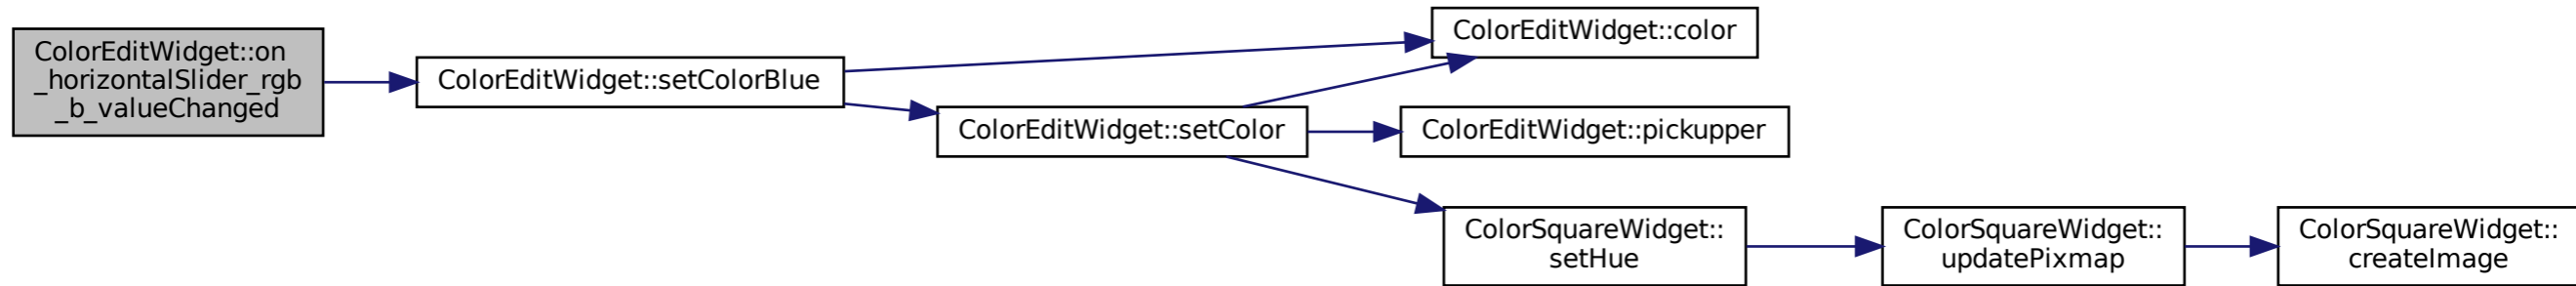 ColorEditWidget::on
_horizontalSlider_rgb
_b_valueChanged
ColorEditWidget::setColorBlue
ColorEditWidget::color
ColorEditWidget::setColor
ColorEditWidget::pickupper
ColorSquareWidget::
setHue
ColorSquareWidget::
updatePixmap
ColorSquareWidget::
createImage